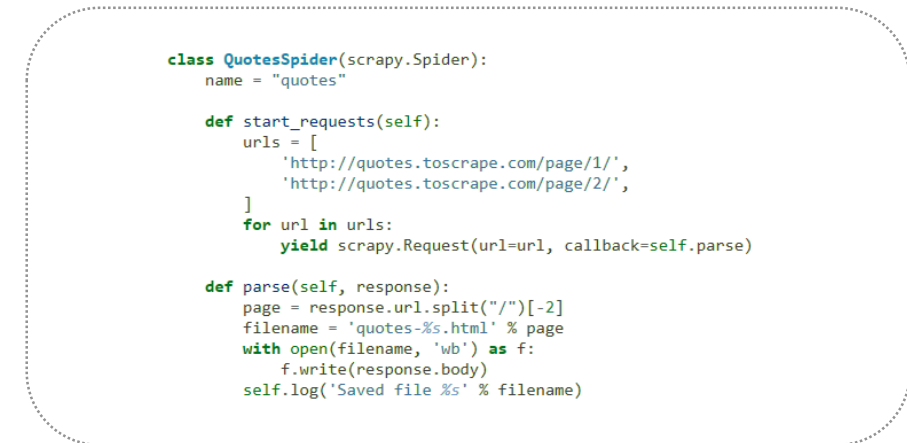 class QuotesSpider(scrapy.Spider):
    name = "quotes"

    def start_requests(self):
        urls = [
            'http://quotes.toscrape.com/page/1/',
            'http://quotes.toscrape.com/page/2/',
        ]
        for url in urls:
            yield scrapy.Request(url=url, callback=self.parse)

    def parse(self, response):
        page = response.url.split("/")[-2]
        filename = 'quotes-%s.html' % page
        with open(filename, 'wb') as f:
            f.write(response.body)
        self.log('Saved file %s' % filename)